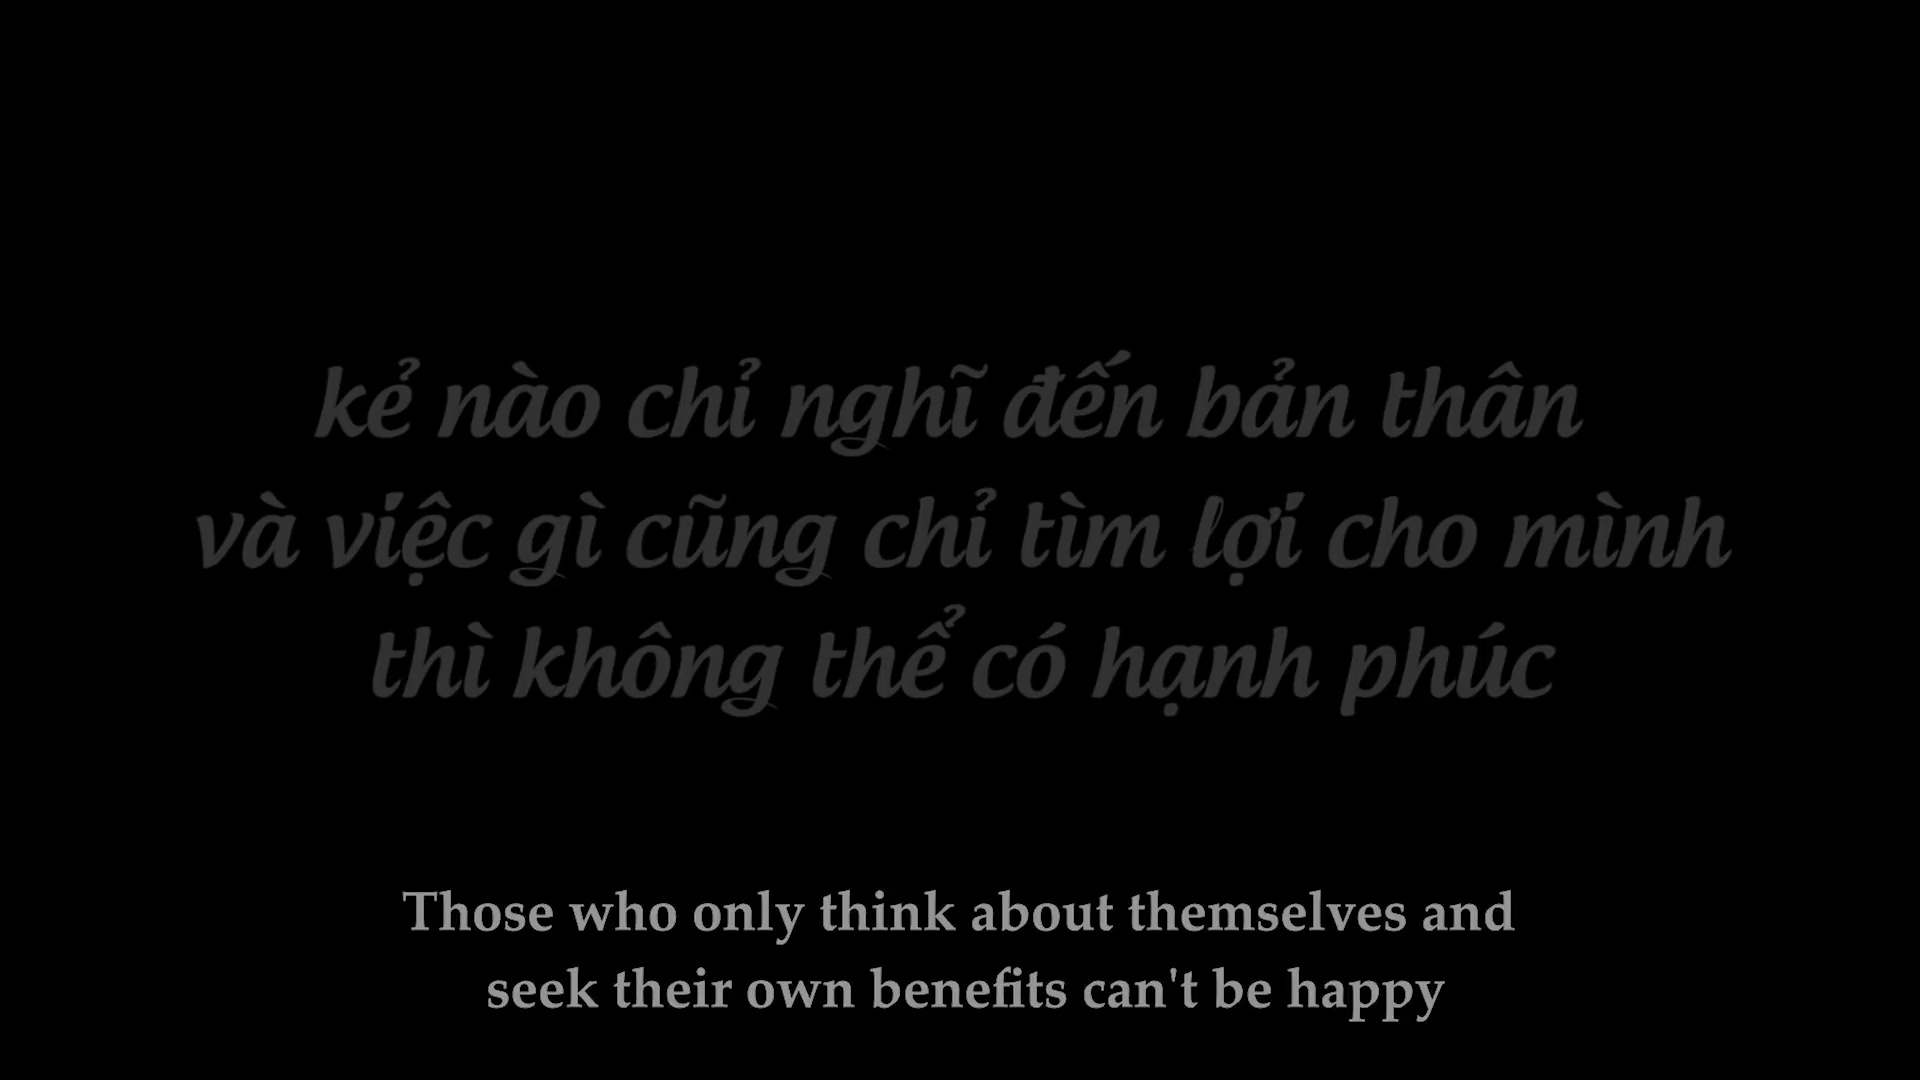 kẻ nào chỉ nghĩ đến bản thân
và việc gì cũng chỉ tìm lợi cho mình
thì không thể có hạnh phúc
Those who only think about themselves and
seek their own benefits can't be happy